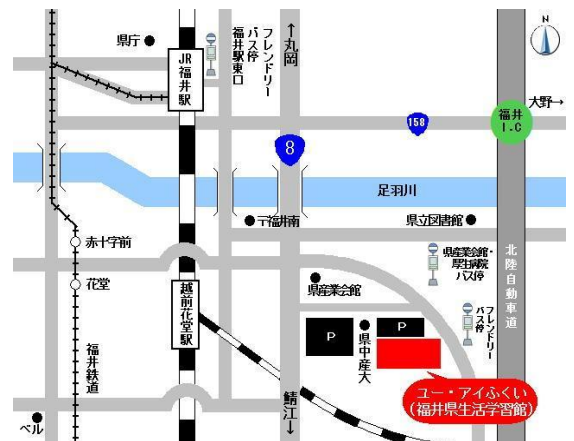 N
県庁
JR福井駅
福井駅東口
バス停
フレンドリー
↑丸岡
大野→
福井
I.C
158
8
足羽川
〒福井南
県立図書館
赤十字前
花堂
県産業会館・
厚生病院
バス停
北陸自動車道
県産業会館
越前花堂駅
フレンドリー
バス停
P
P
県中産大
福井鉄道
ユー・アイふくい
(福井県生活学習館)
鯖江↓
ベル